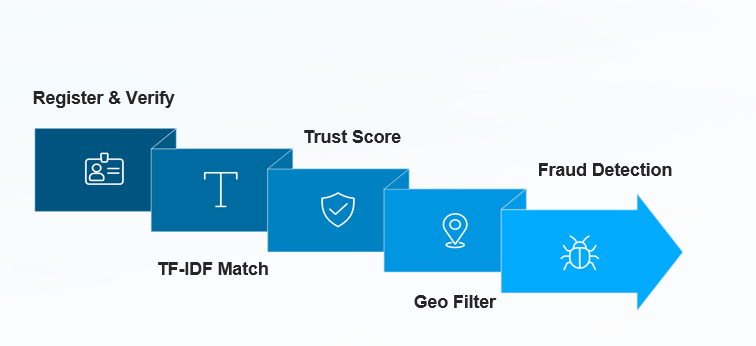 Register & Verify
TF-IDF Match
Trust Score
Geo Filter
Fraud Detection